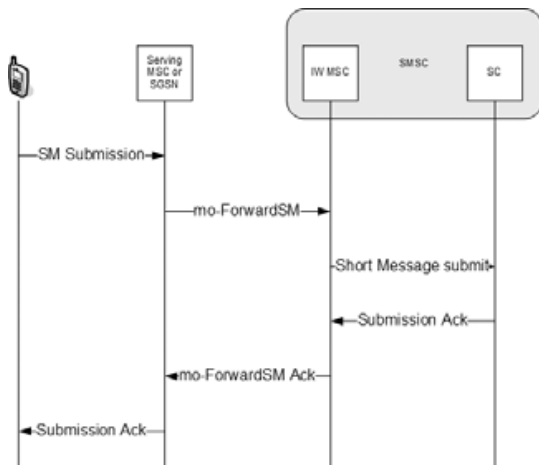 Serving
MSC or
SGSN
IW MSC
SMSC
SC
SM Submission
mo-ForwardSM
Short Message submit
Submission Ack
mo-ForwardSM Ack
Submission Ack